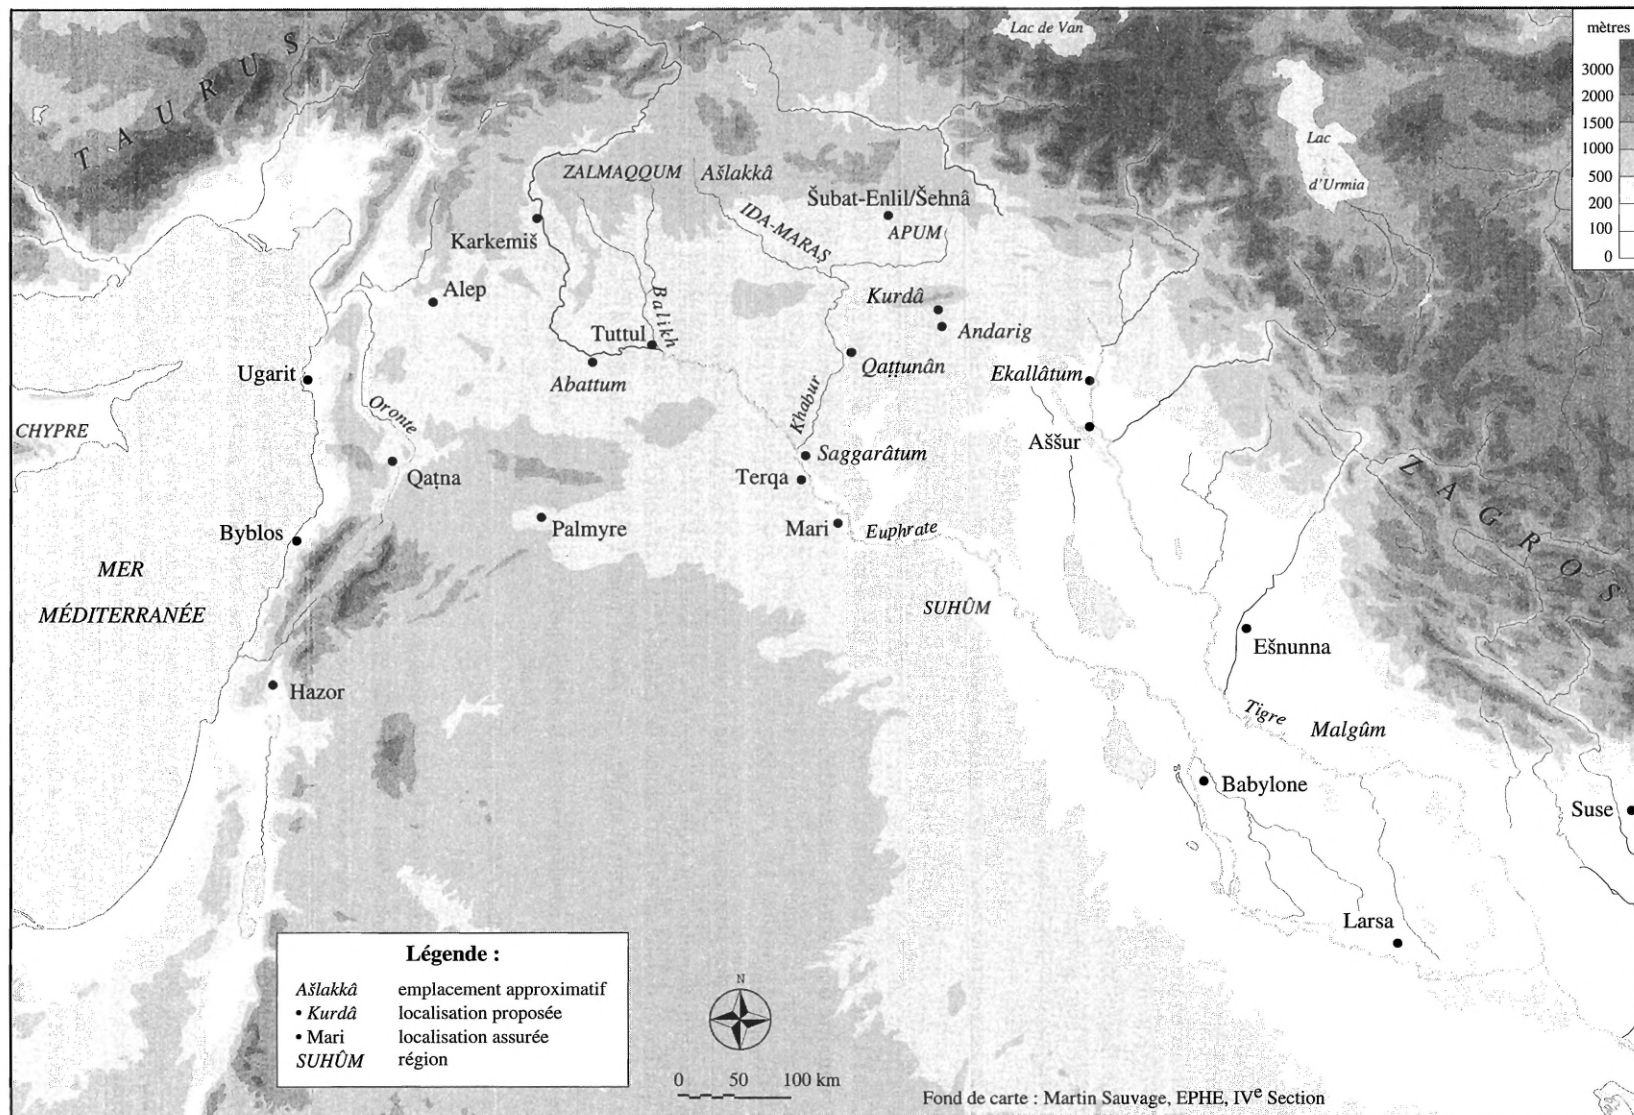 Lac de Van
mètres
3000
2000
1500
1000
500
200
100
0
TAURUS
Lac
d'Urmia
ZALMAQQUM
Ašlakkâ
Šubat-Enlil/Šehnâ
IDA-MARAṢ
APUM
Karkemiš
Alep
Balikh
Kurdâ
Andarig
Tuttul
Abattum
Qaṭṭunân
Ugarit
Ekallâtum
CHYPRE
Oronte
Khabur
Aššur
Qaṭna
Saggarâtum
Terqa
ZAGROS
Byblos
Palmyre
Mari
Euphrate
MER
MÉDITERRANÉE
SUHÛM
Ešnunna
Hazor
Tigre
Malgûm
Babylone
Suse
Larsa
Légende :
Ašlakkâ emplacement approximatif
• Kurdâ localisation proposée
• Mari localisation assurée
SUHÛM région
N
0 50 100 km
Fond de carte : Martin Sauvage, EPHE, IVe Section